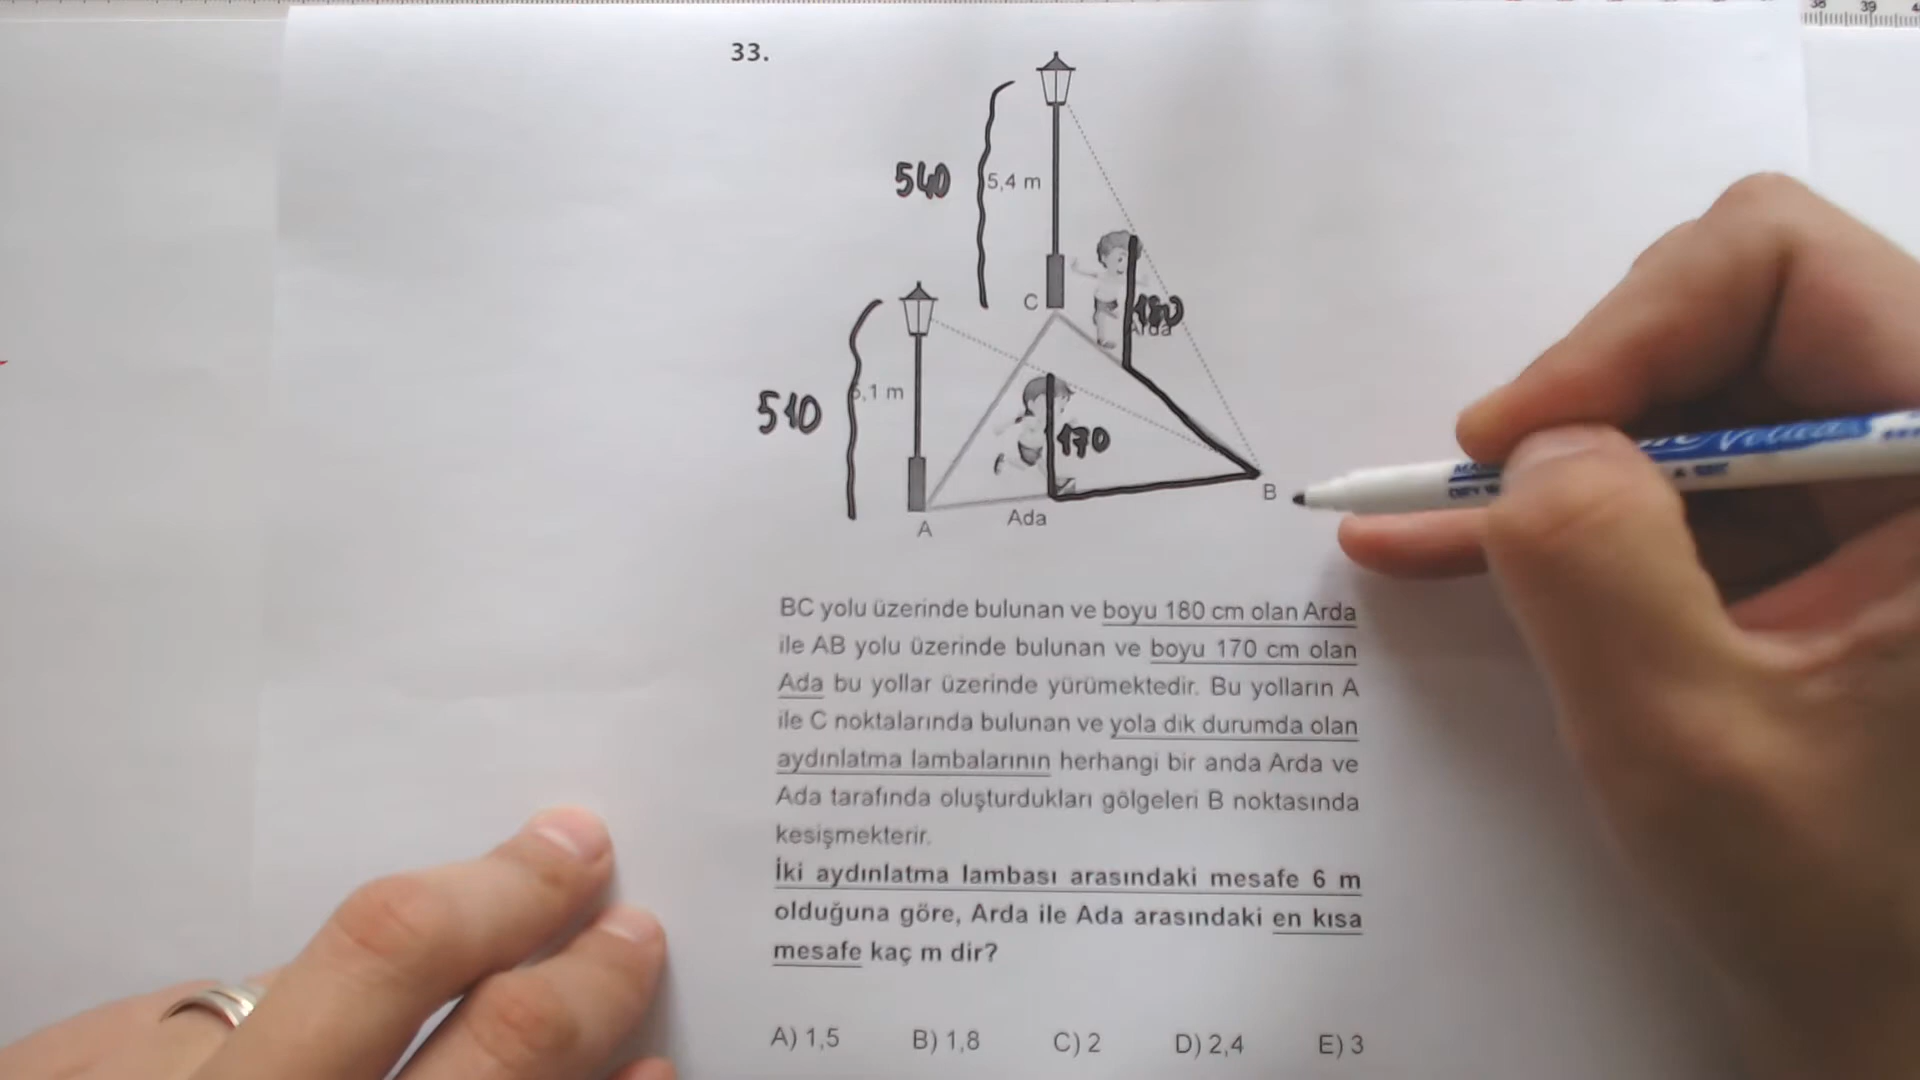 38 39
33.
540
5,4 m
C
180
Arda
,1 m
510
170
B
Ada
A
BC yolu üzerinde bulunan ve boyu 180 cm olan Arda
ile AB yolu üzerinde bulunan ve boyu 170 cm olan
Ada bu yollar üzerinde yürümektedir. Bu yolların A
ile C noktalarında bulunan ve yola dik durumda olan
aydınlatma lambalarının herhangi bir anda Arda ve
Ada tarafında oluşturdukları gölgeleri B noktasında
kesişmekterir.
İki aydınlatma lambası arasındaki mesafe 6 m
olduğuna göre, Arda ile Ada arasındaki en kısa
mesafe kaç m dir?
A) 1,5 B) 1,8 C) 2 D) 2,4 E) 3